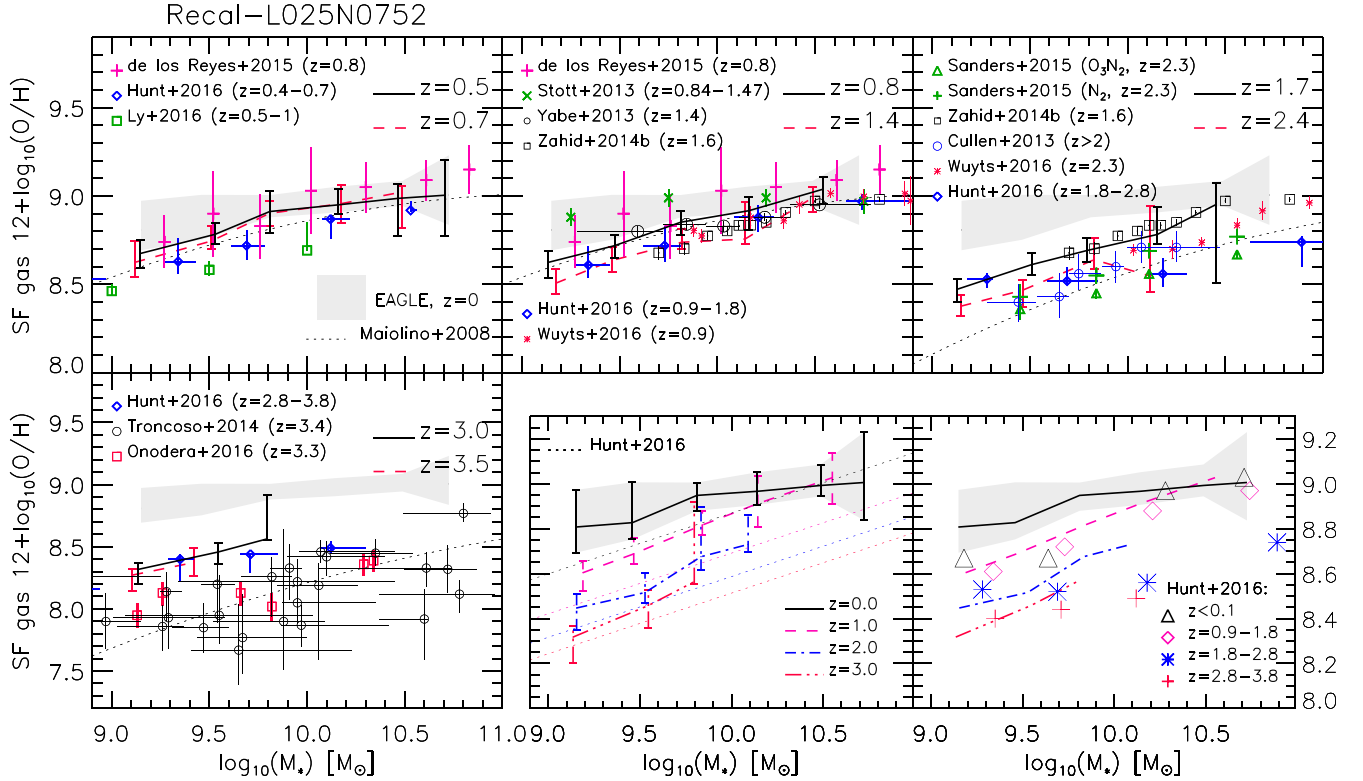 Recal−L025N0752
de los Reyes+2015 (z=0.8)
Hunt+2016 (z=0.4−0.7)
Ly+2016 (z=0.5−1)
z=0.5
z=0.7
EAGLE, z=0
Maiolino+2008
de los Reyes+2015 (z=0.8)
Stott+2013 (z=0.84−1.47)
Yabe+2013 (z=1.4)
Zahid+2014b (z=1.6)
z=0.8
z=1.4
Hunt+2016 (z=0.9−1.8)
Wuyts+2016 (z=0.9)
Sanders+2015 (O₃N₂, z=2.3)
Sanders+2015 (N₂, z=2.3)
Zahid+2014b (z=1.6)
Cullen+2013 (z>2)
Wuyts+2016 (z=2.3)
Hunt+2016 (z=1.8−2.8)
z=1.7
z=2.4
SF gas 12+log₁₀(O/H)
9.5
9.0
8.5
8.0
Hunt+2016 (z=2.8−3.8)
Troncoso+2014 (z=3.4)
Onodera+2016 (z=3.3)
z=3.0
z=3.5
SF gas 12+log₁₀(O/H)
9.5
9.0
8.5
8.0
7.5
9.0 9.5 10.0 10.5 11.0
log₁₀(M*) [M⊙]
Hunt+2016
z=0.0
z=1.0
z=2.0
z=3.0
9.0 9.5 10.0 10.5
log₁₀(M*) [M⊙]
Hunt+2016:
z<0.1
z=0.9−1.8
z=1.8−2.8
z=2.8−3.8
9.2
9.0
8.8
8.6
8.4
8.2
8.0
9.0 9.5 10.0 10.5
log₁₀(M*) [M⊙]